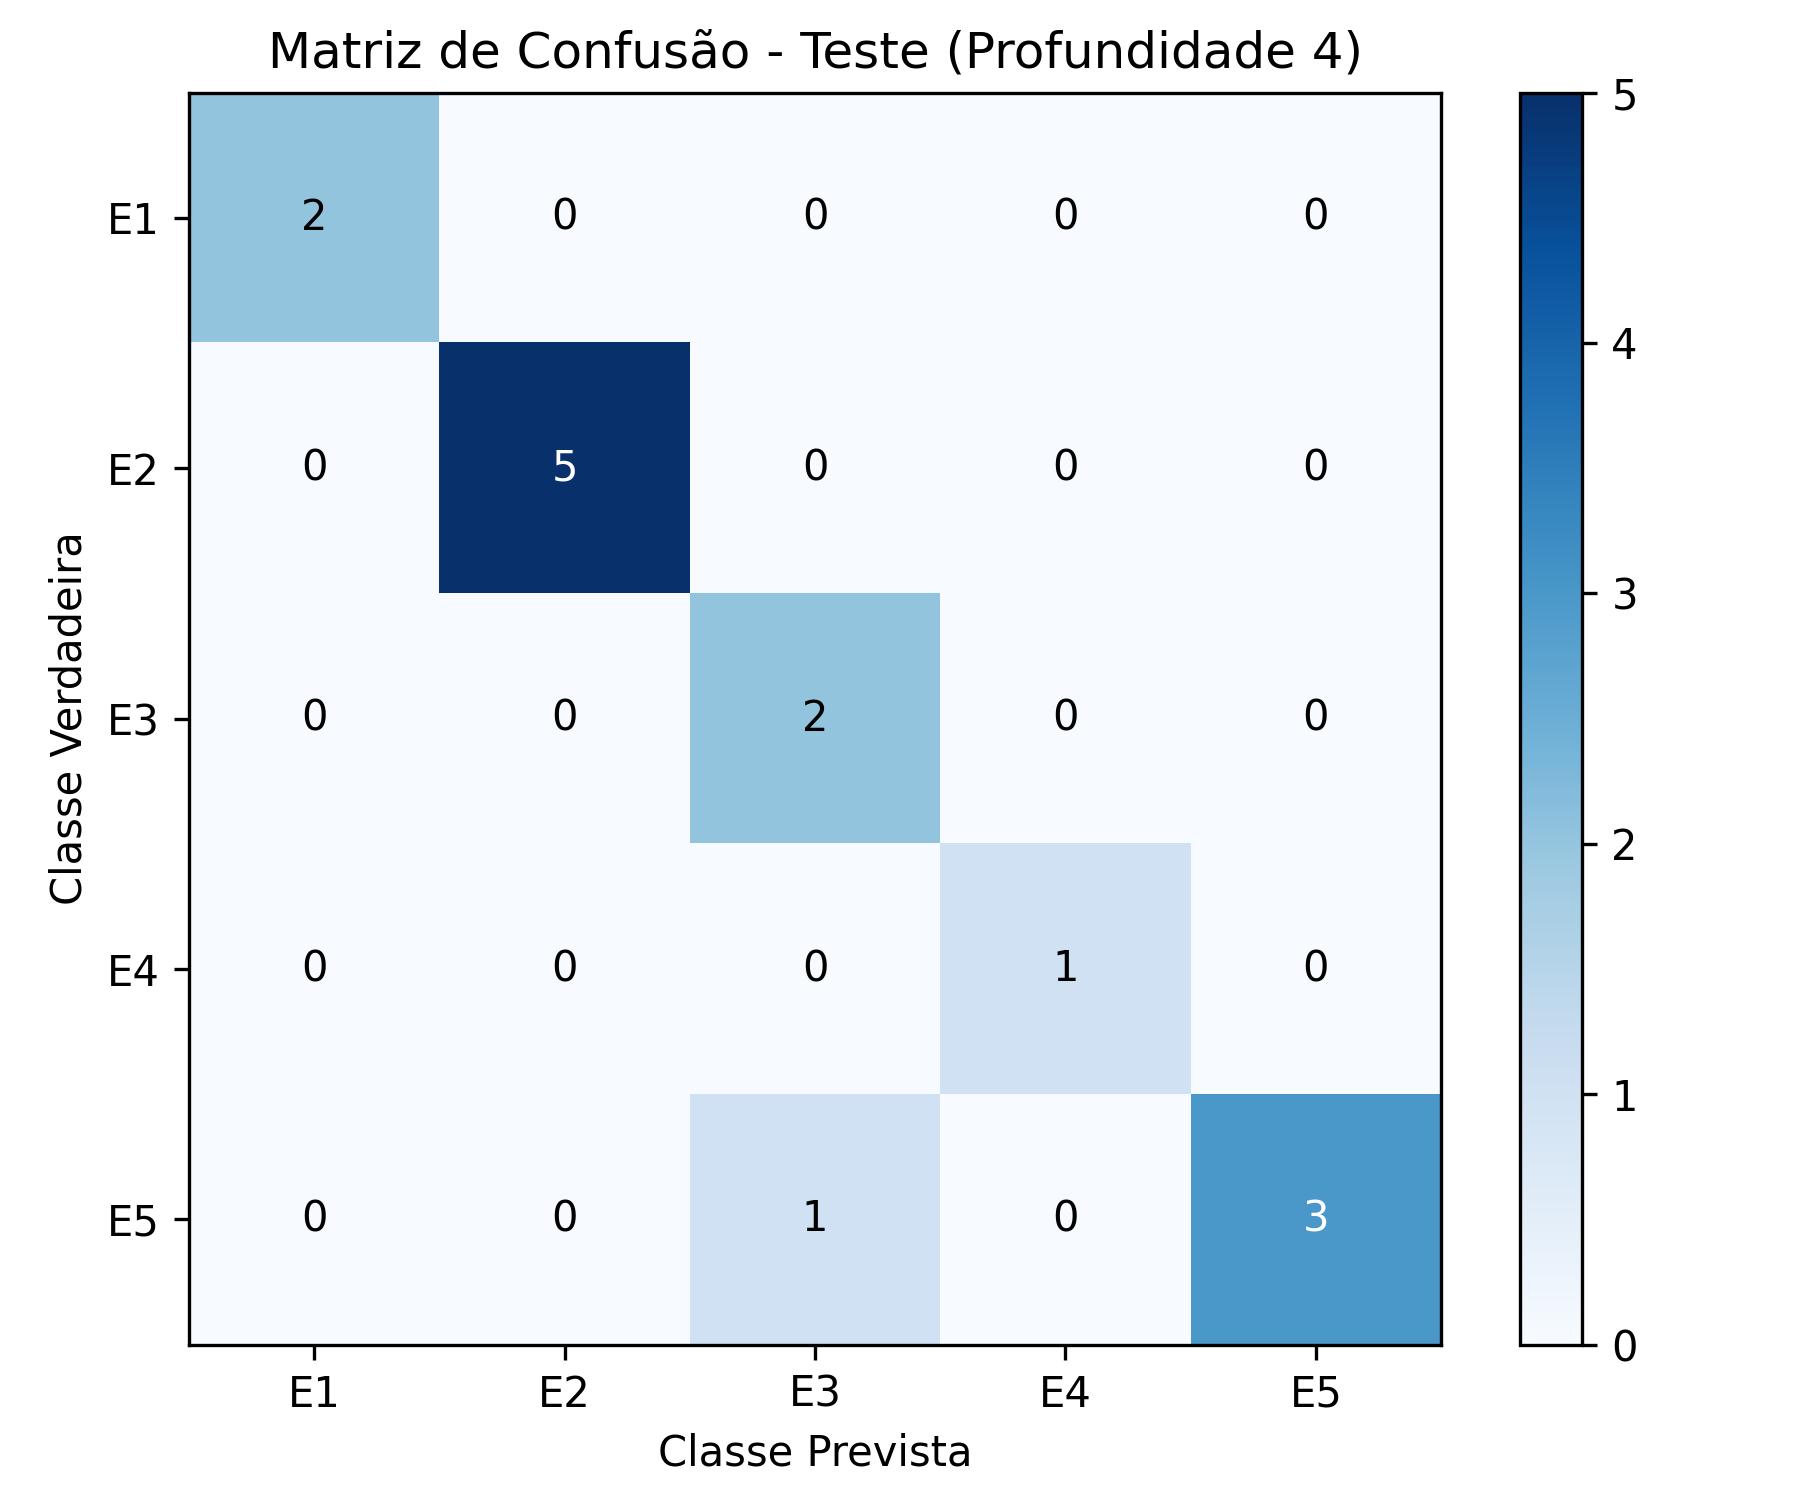 Matriz de Confusão - Teste (Profundidade 4)
5
E1 2 0 0 0 0
4
E2 0 5 0 0 0
3
Classe Verdadeira
E3 0 0 2 0 0
2
E4 0 0 0 1 0
1
E5 0 0 1 0 3
0
E1 E2 E3 E4 E5
Classe Prevista